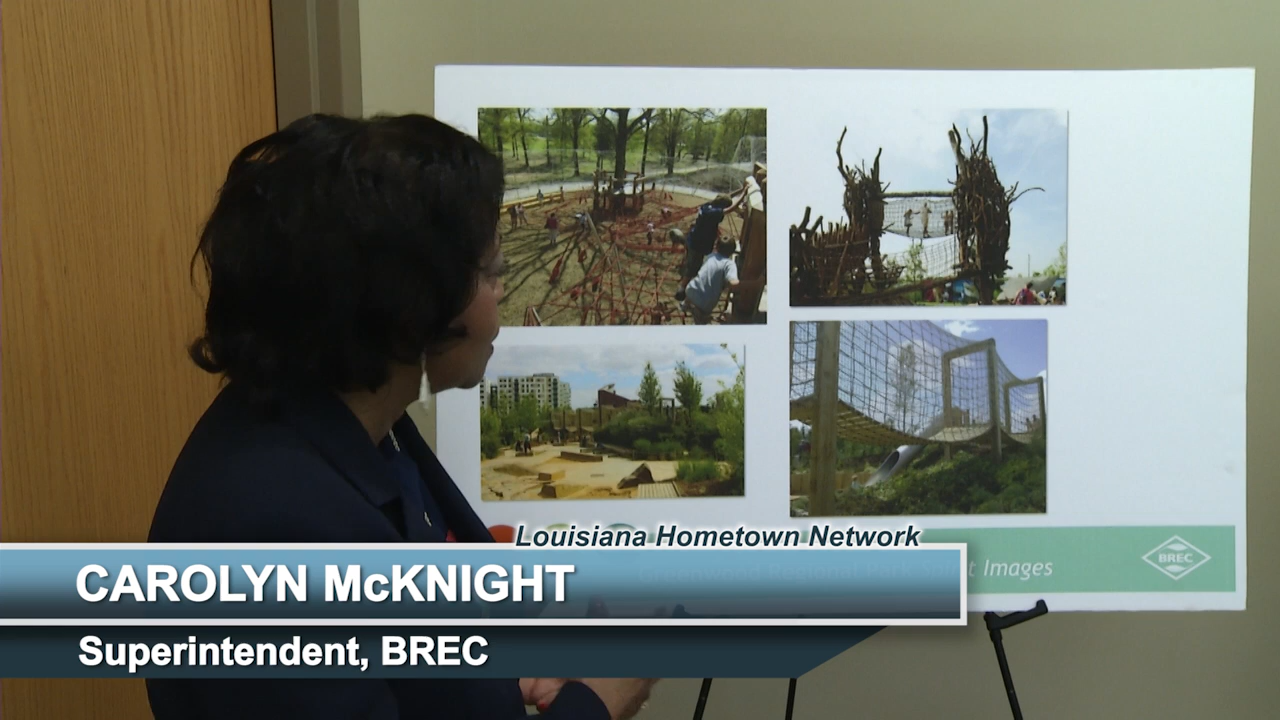 Louisiana Hometown Network
CAROLYN McKNIGHT
Superintendent, BREC
Images
BREC